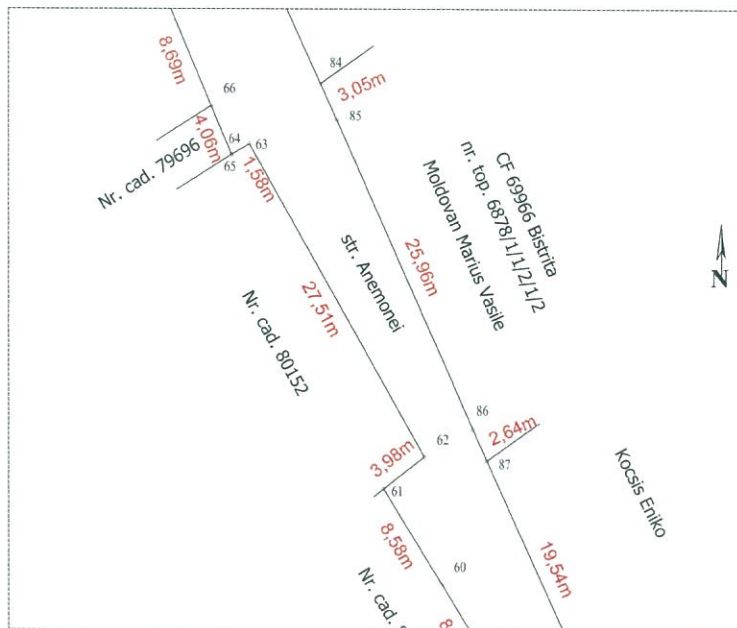 8,69m
66
84
3,05m
85
4,06m
64
63
65
1,58m
Nr. cad. 79696
CF 69966 Bistrita
nr. top. 6878/1/1/2/1/2
Moldovan Marius Vasile
str. Anemonei
25,96m
N
27,51m
Nr. cad. 80152
86
2,64m
87
62
3,98m
61
Kocsis Eniko
8,58m
60
19,54m
Nr. cad.